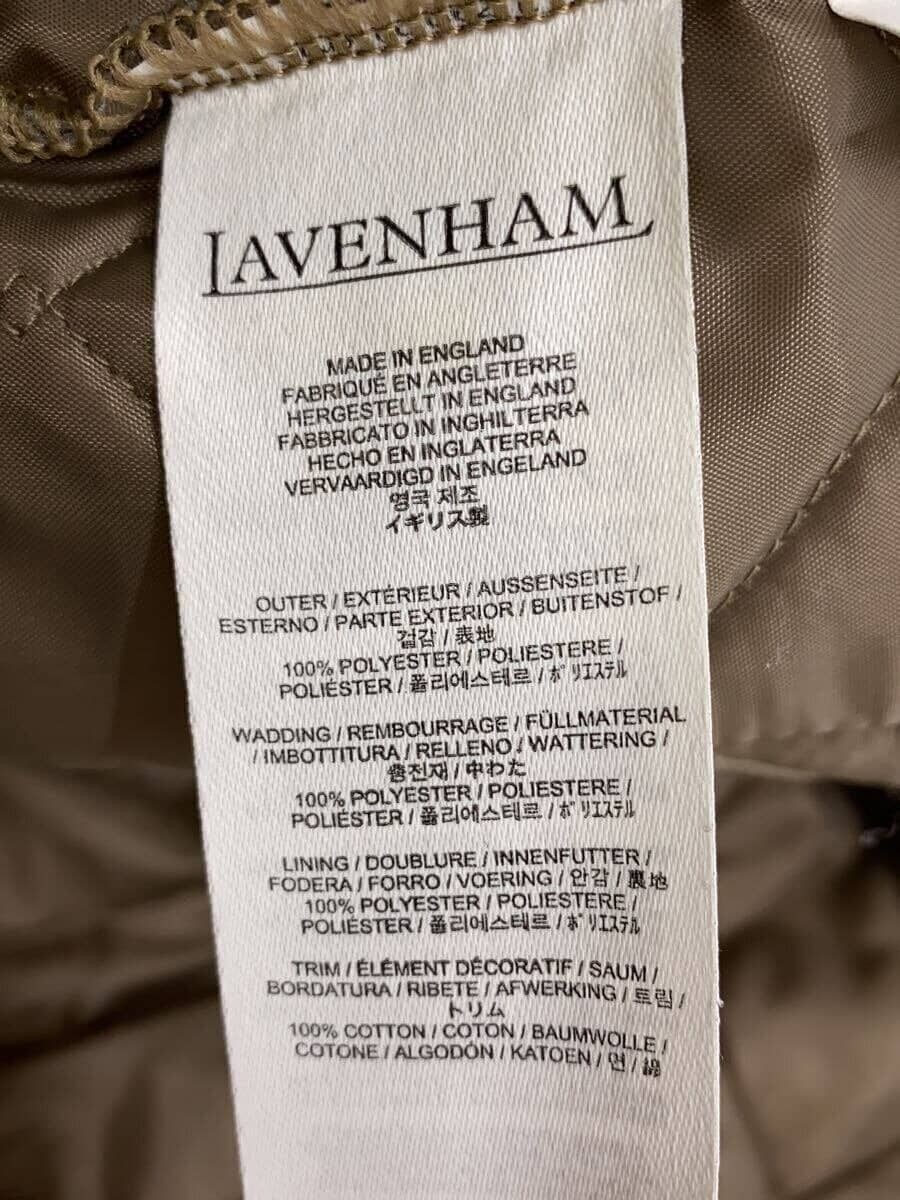 LAVENHAM
MADE IN ENGLAND
FABRIQUÉ EN ANGLETERRE
HERGESTELLT IN ENGLAND
FABBRICATO IN INGHILTERRA
HECHO EN INGLATERRA
VERVAARDIGD IN ENGELAND
영국 제조
イギリス製
OUTER / EXTÉRIEUR / AUSSENSEITE /
ESTERNO / PARTE EXTERIOR / BUITENSTOF /
겉감 / 表地
100% POLYESTER / POLIESTERE /
POLIÉSTER / 폴리에스테르 / ポリエステル
WADDING / REMBOURRAGE / FÜLLMATERIAL
/ IMBOTTITURA / RELLENO / WATTERING /
충전재 / 中わた
100% POLYESTER / POLIESTERE /
POLIÉSTER / 폴리에스테르 / ポリエステル
LINING / DOUBLURE / INNENFUTTER /
FODERA / FORRO / VOERING / 안감 / 裏地
100% POLYESTER / POLIESTERE /
POLIÉSTER / 폴리에스테르 / ポリエステル
TRIM / ÉLÉMENT DÉCORATIF / SAUM /
BORDATURA / RIBETE / AFWERKING / 트림 /
トリム
100% COTTON / COTON / BAUMWOLLE /
COTONE / ALGODÓN / KATOEN / 면 / 綿